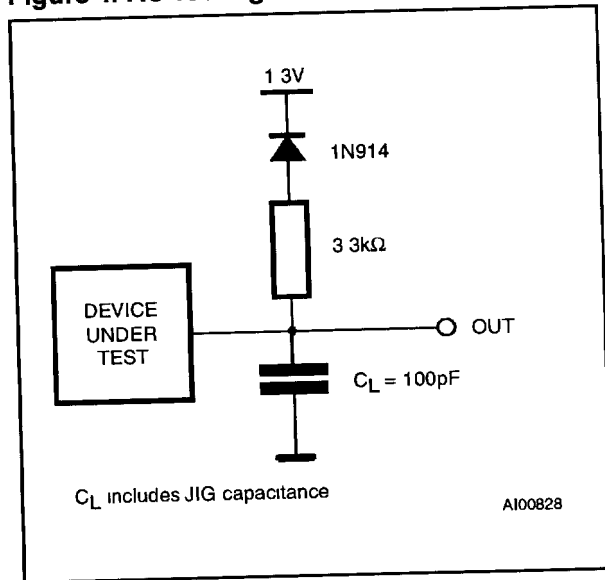 1 3V
1N914
3 3kΩ
DEVICE
UNDER
TEST
OUT
CL = 100pF
CL includes JIG capacitance
AI00828